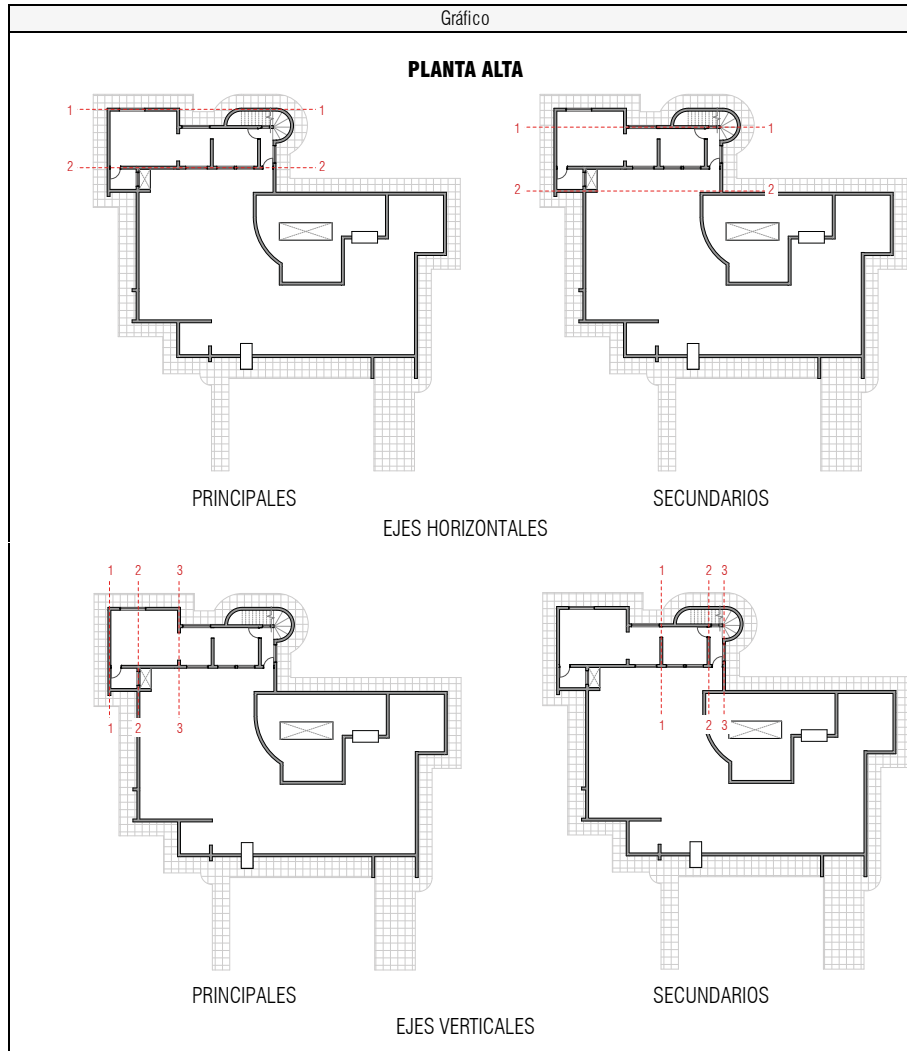 Gráfico
PLANTA ALTA
1 1 1 1
2 2 2 2
PRINCIPALES SECUNDARIOS
EJES HORIZONTALES
1 2 3 1 2 3
1 2 3 1 2 3
PRINCIPALES SECUNDARIOS
EJES VERTICALES